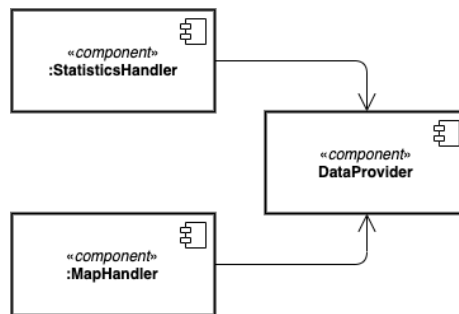 «component»
:StatisticsHandler
«component»
DataProvider
«component»
:MapHandler